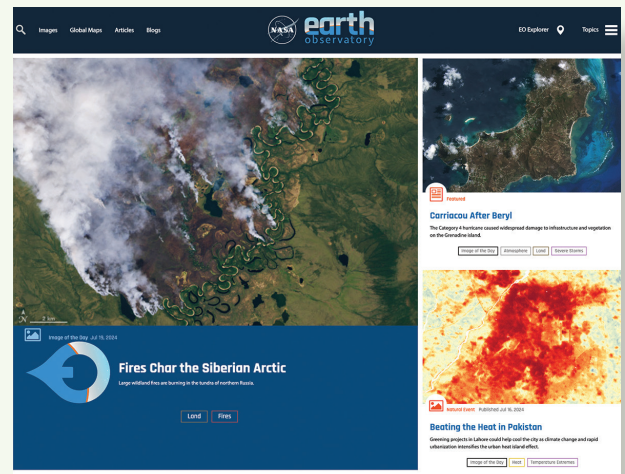 Images Global Maps Articles Blogs
NASA
earth
observatory
EO Explorer
Topics
N
2 km
Image of the Day Jul 19, 2024
Fires Char the Siberian Arctic
Large wildland fires are burning in the tundra of northern Russia.
Land Fires
Featured
Carriacou After Beryl
The Category 4 hurricane caused widespread damage to infrastructure and vegetation
on the Grenadine island.
Image of the Day Atmosphere Land Severe Storms
Natural Event Published Jul 16, 2024
Beating the Heat in Pakistan
Greening projects in Lahore could help cool the city as climate change and rapid
urbanization intensifies the urban heat island effect.
Image of the Day Heat Temperature Extremes